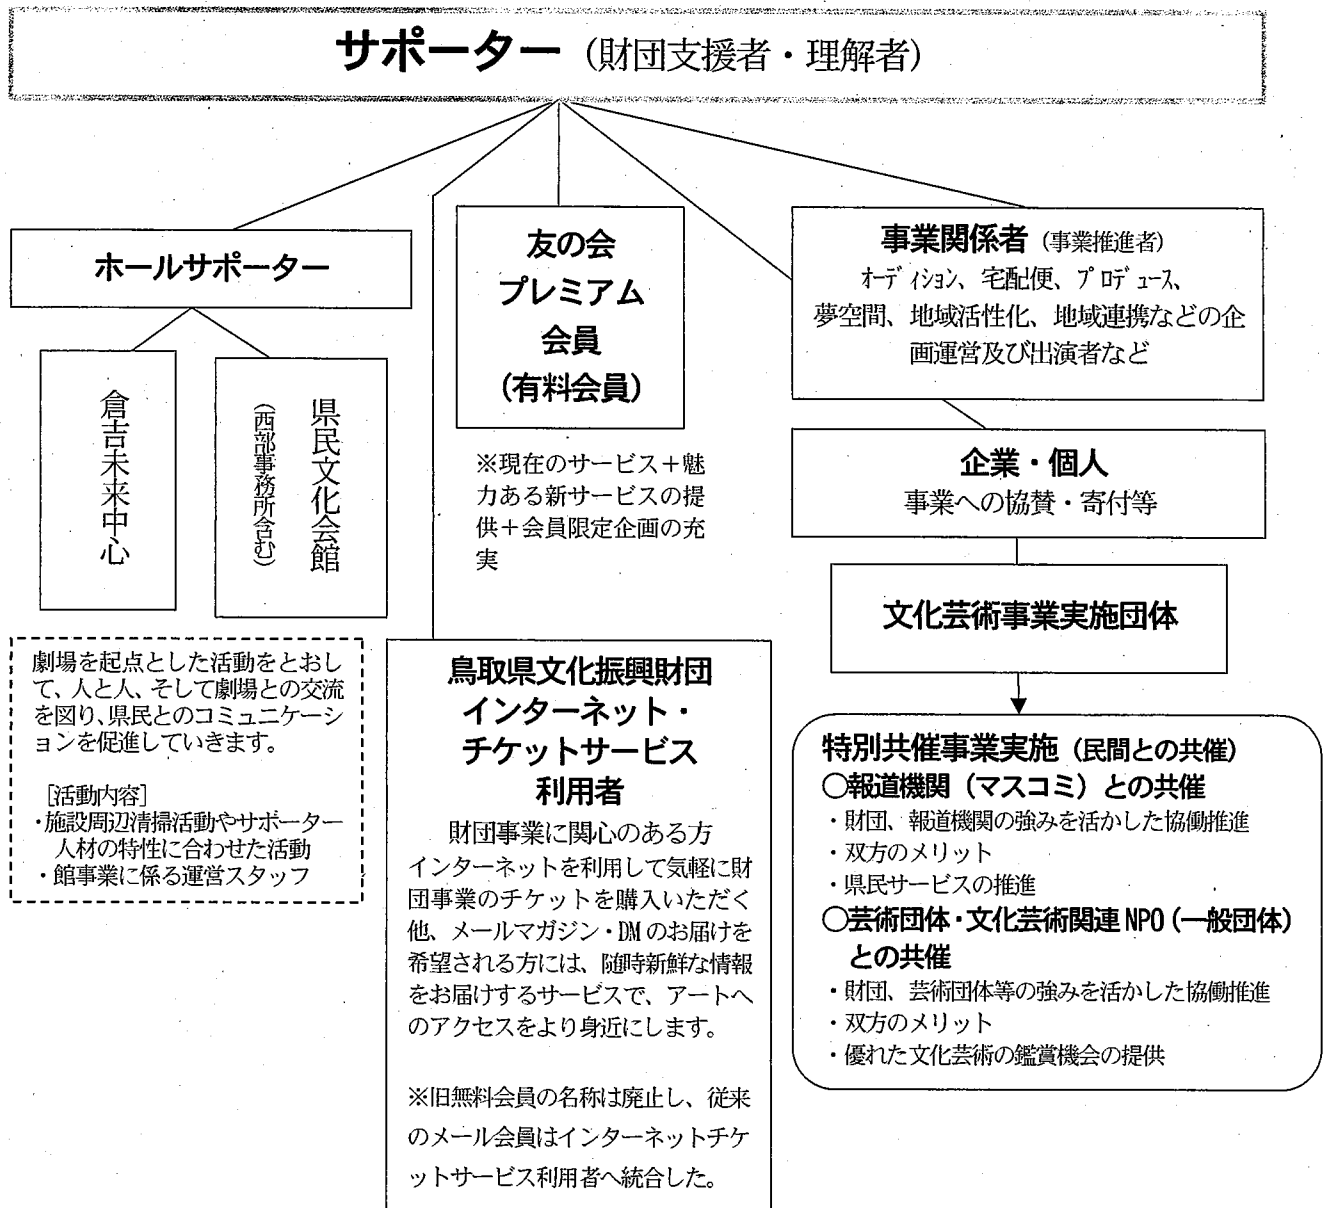 サポーター（財団支援者・理解者）
ホールサポーター
倉吉未来中心
県民文化会館
（西部事務所含む）
劇場を起点とした活動をとおし
て、人と人、そして劇場との交流
を図り、県民とのコミュニケーシ
ョンを促進していきます。
［活動内容］
・施設周辺清掃活動やサポーター
人材の特性に合わせた活動
・館事業に係る運営スタッフ
友の会
プレミアム
会員
（有料会員）
※現在のサービス＋魅
力ある新サービスの提
供＋会員限定企画の充
実
鳥取県文化振興財団
インターネット・
チケットサービス
利用者
財団事業に関心のある方
インターネットを利用して気軽に財
団事業のチケットを購入いただく
他、メールマガジン・DMのお届けを
希望される方には、随時新鮮な情報
をお届けするサービスで、アートへ
のアクセスをより身近にします。
※旧無料会員の名称は廃止し、従来
のメール会員はインターネットチケ
ットサービス利用者へ統合した。
事業関係者（事業推進者）
ｵｰﾃﾞｨｼｮﾝ、宅配便、ﾌﾟﾛﾃﾞｭｰｽ、
夢空間、地域活性化、地域連携などの企
画運営及び出演者など
企業・個人
事業への協賛・寄付等
文化芸術事業実施団体
特別共催事業実施（民間との共催）
〇報道機関（マスコミ）との共催
・財団、報道機関の強みを活かした協働推進
・双方のメリット
・県民サービスの推進
〇芸術団体・文化芸術関連NPO（一般団体）
との共催
・財団、芸術団体等の強みを活かした協働推進
・双方のメリット
・優れた文化芸術の鑑賞機会の提供